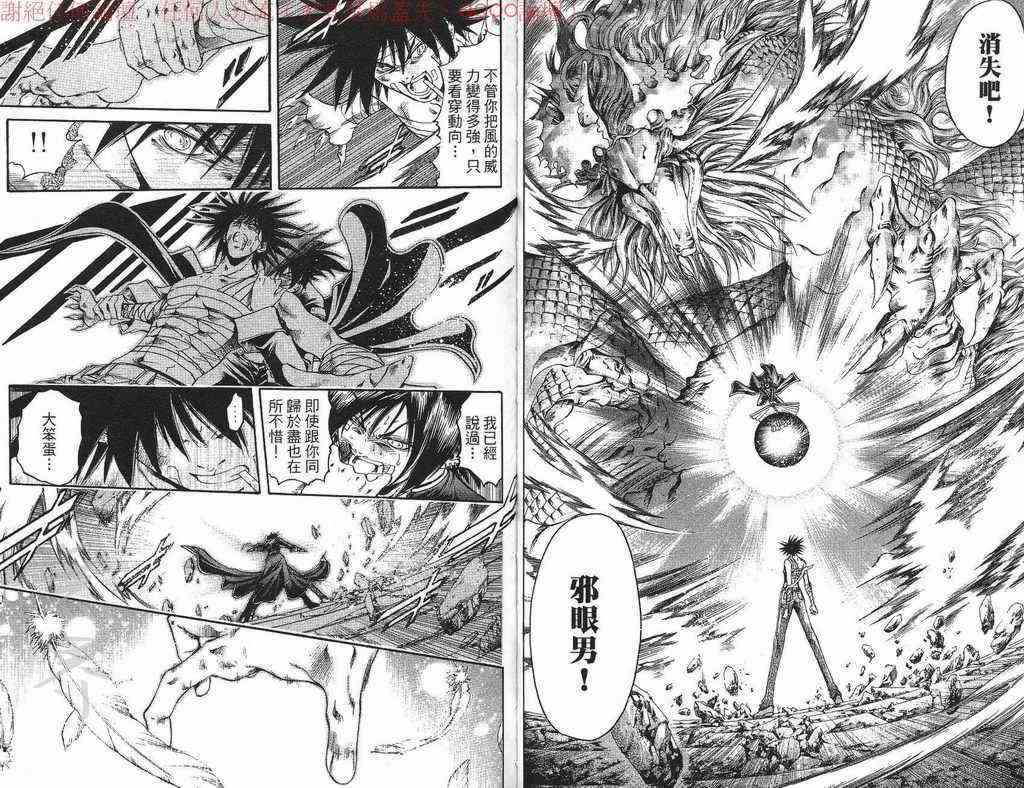 消失吧！
邪眼男！
不管你把風的威
力變得多強，只
要看穿動向…
!!
我已經
說過…
即使跟你同
歸於盡也在
所不惜！
…
大笨蛋…